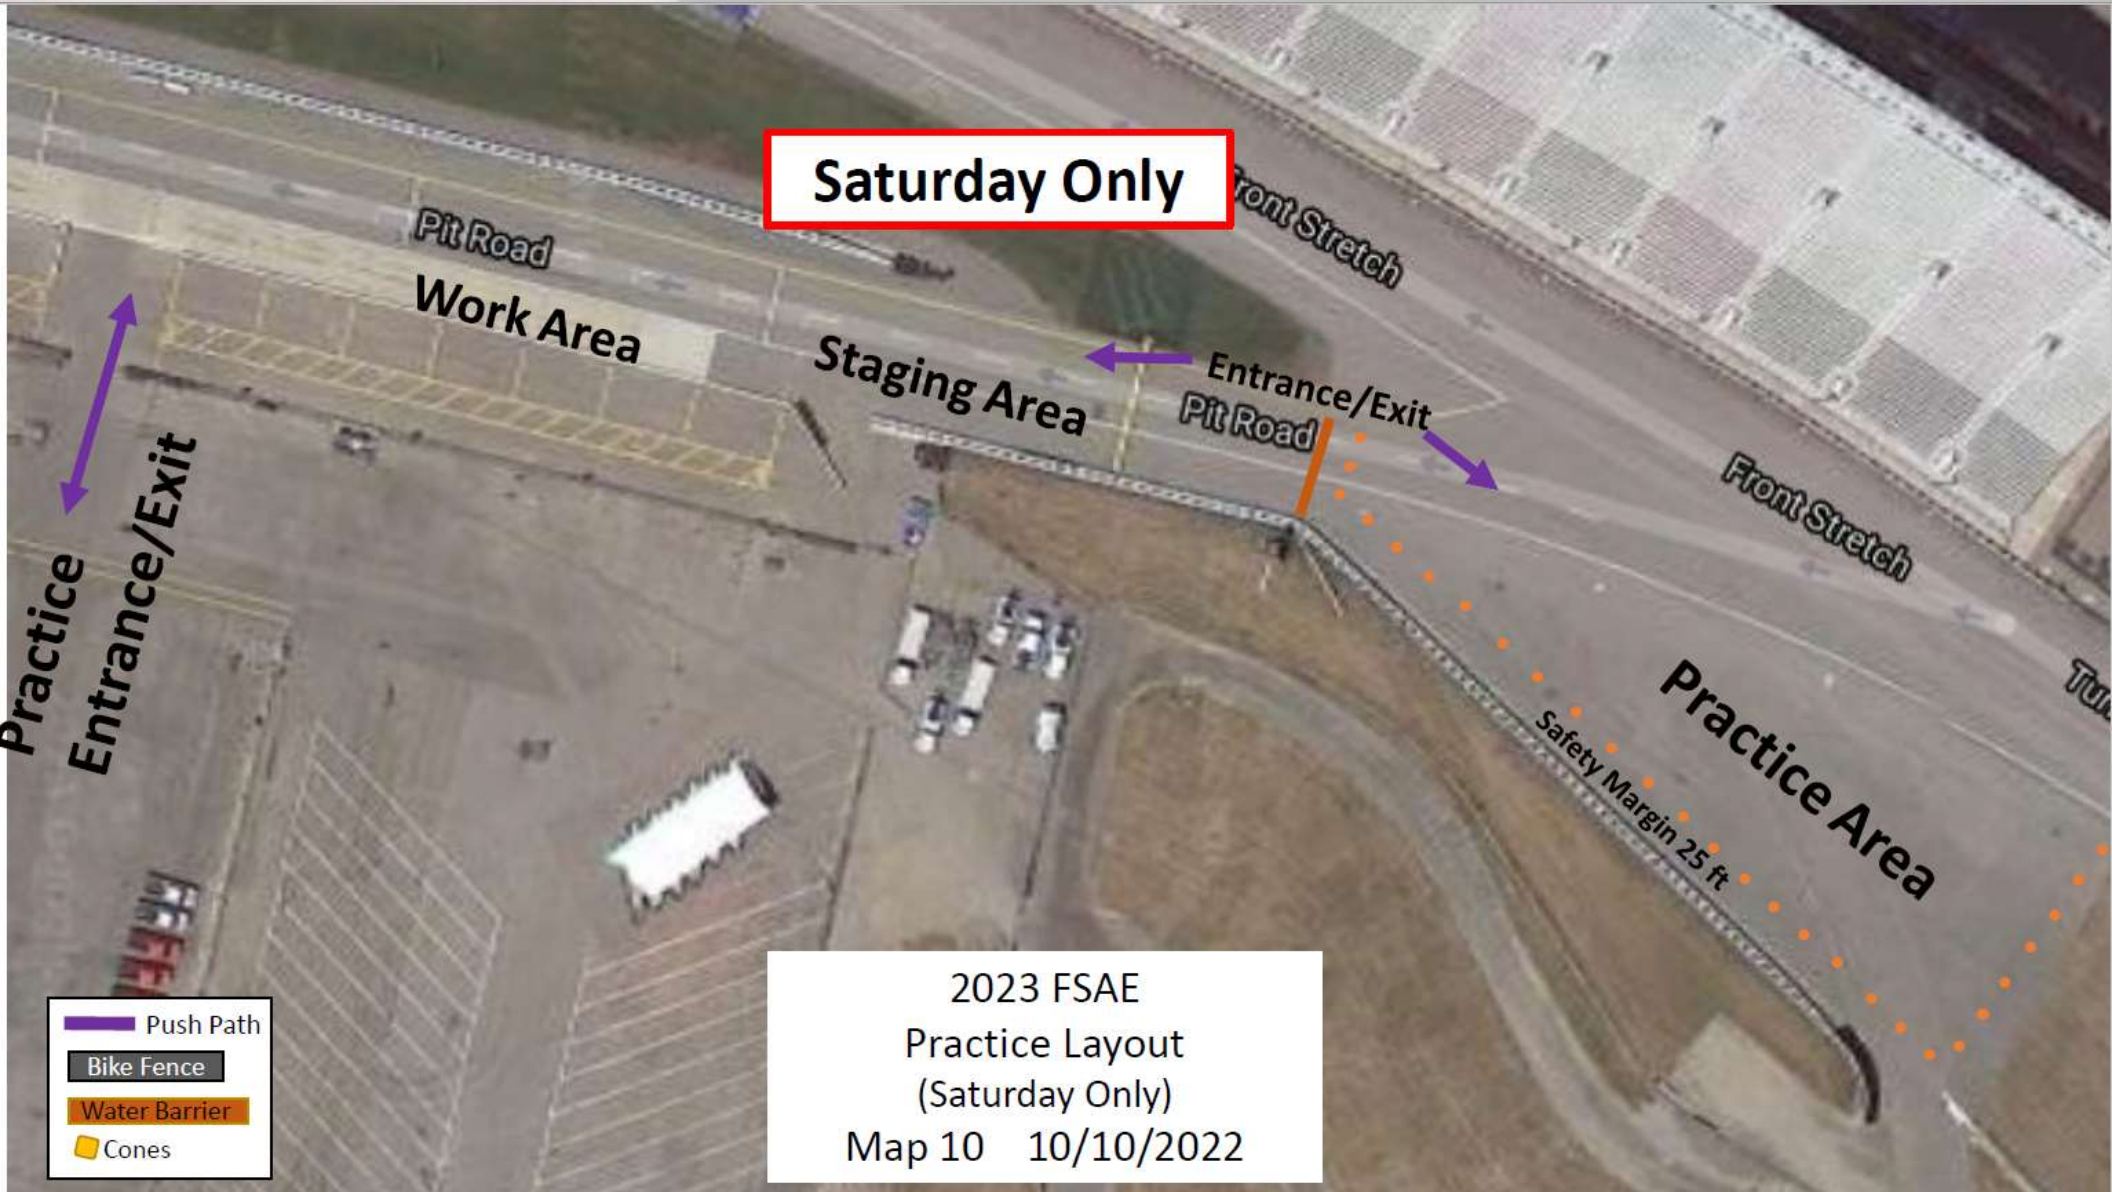 Saturday Only
Front Stretch
Pit Road
Work Area
Staging Area
Entrance/Exit
Pit Road
Front Stretch
Practice
Entrance/Exit
Practice Area
Safety Margin 25 ft
Push Path
Bike Fence
Water Barrier
Cones
2023 FSAE
Practice Layout
(Saturday Only)
Map 10 10/10/2022